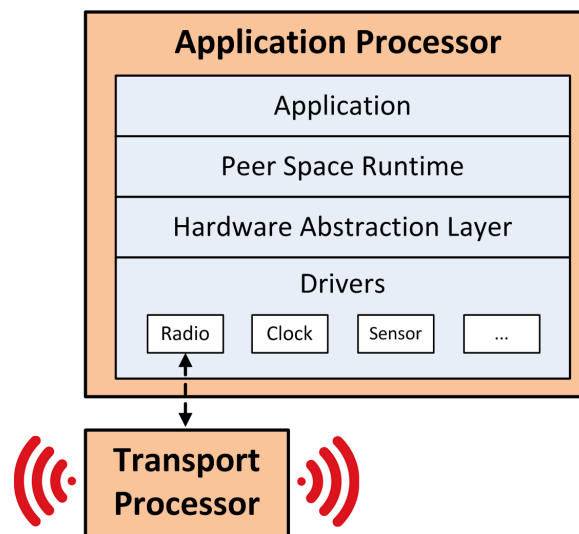 Application Processor
Application
Peer Space Runtime
Hardware Abstraction Layer
Drivers
Radio
Clock
Sensor
...
Transport
Processor